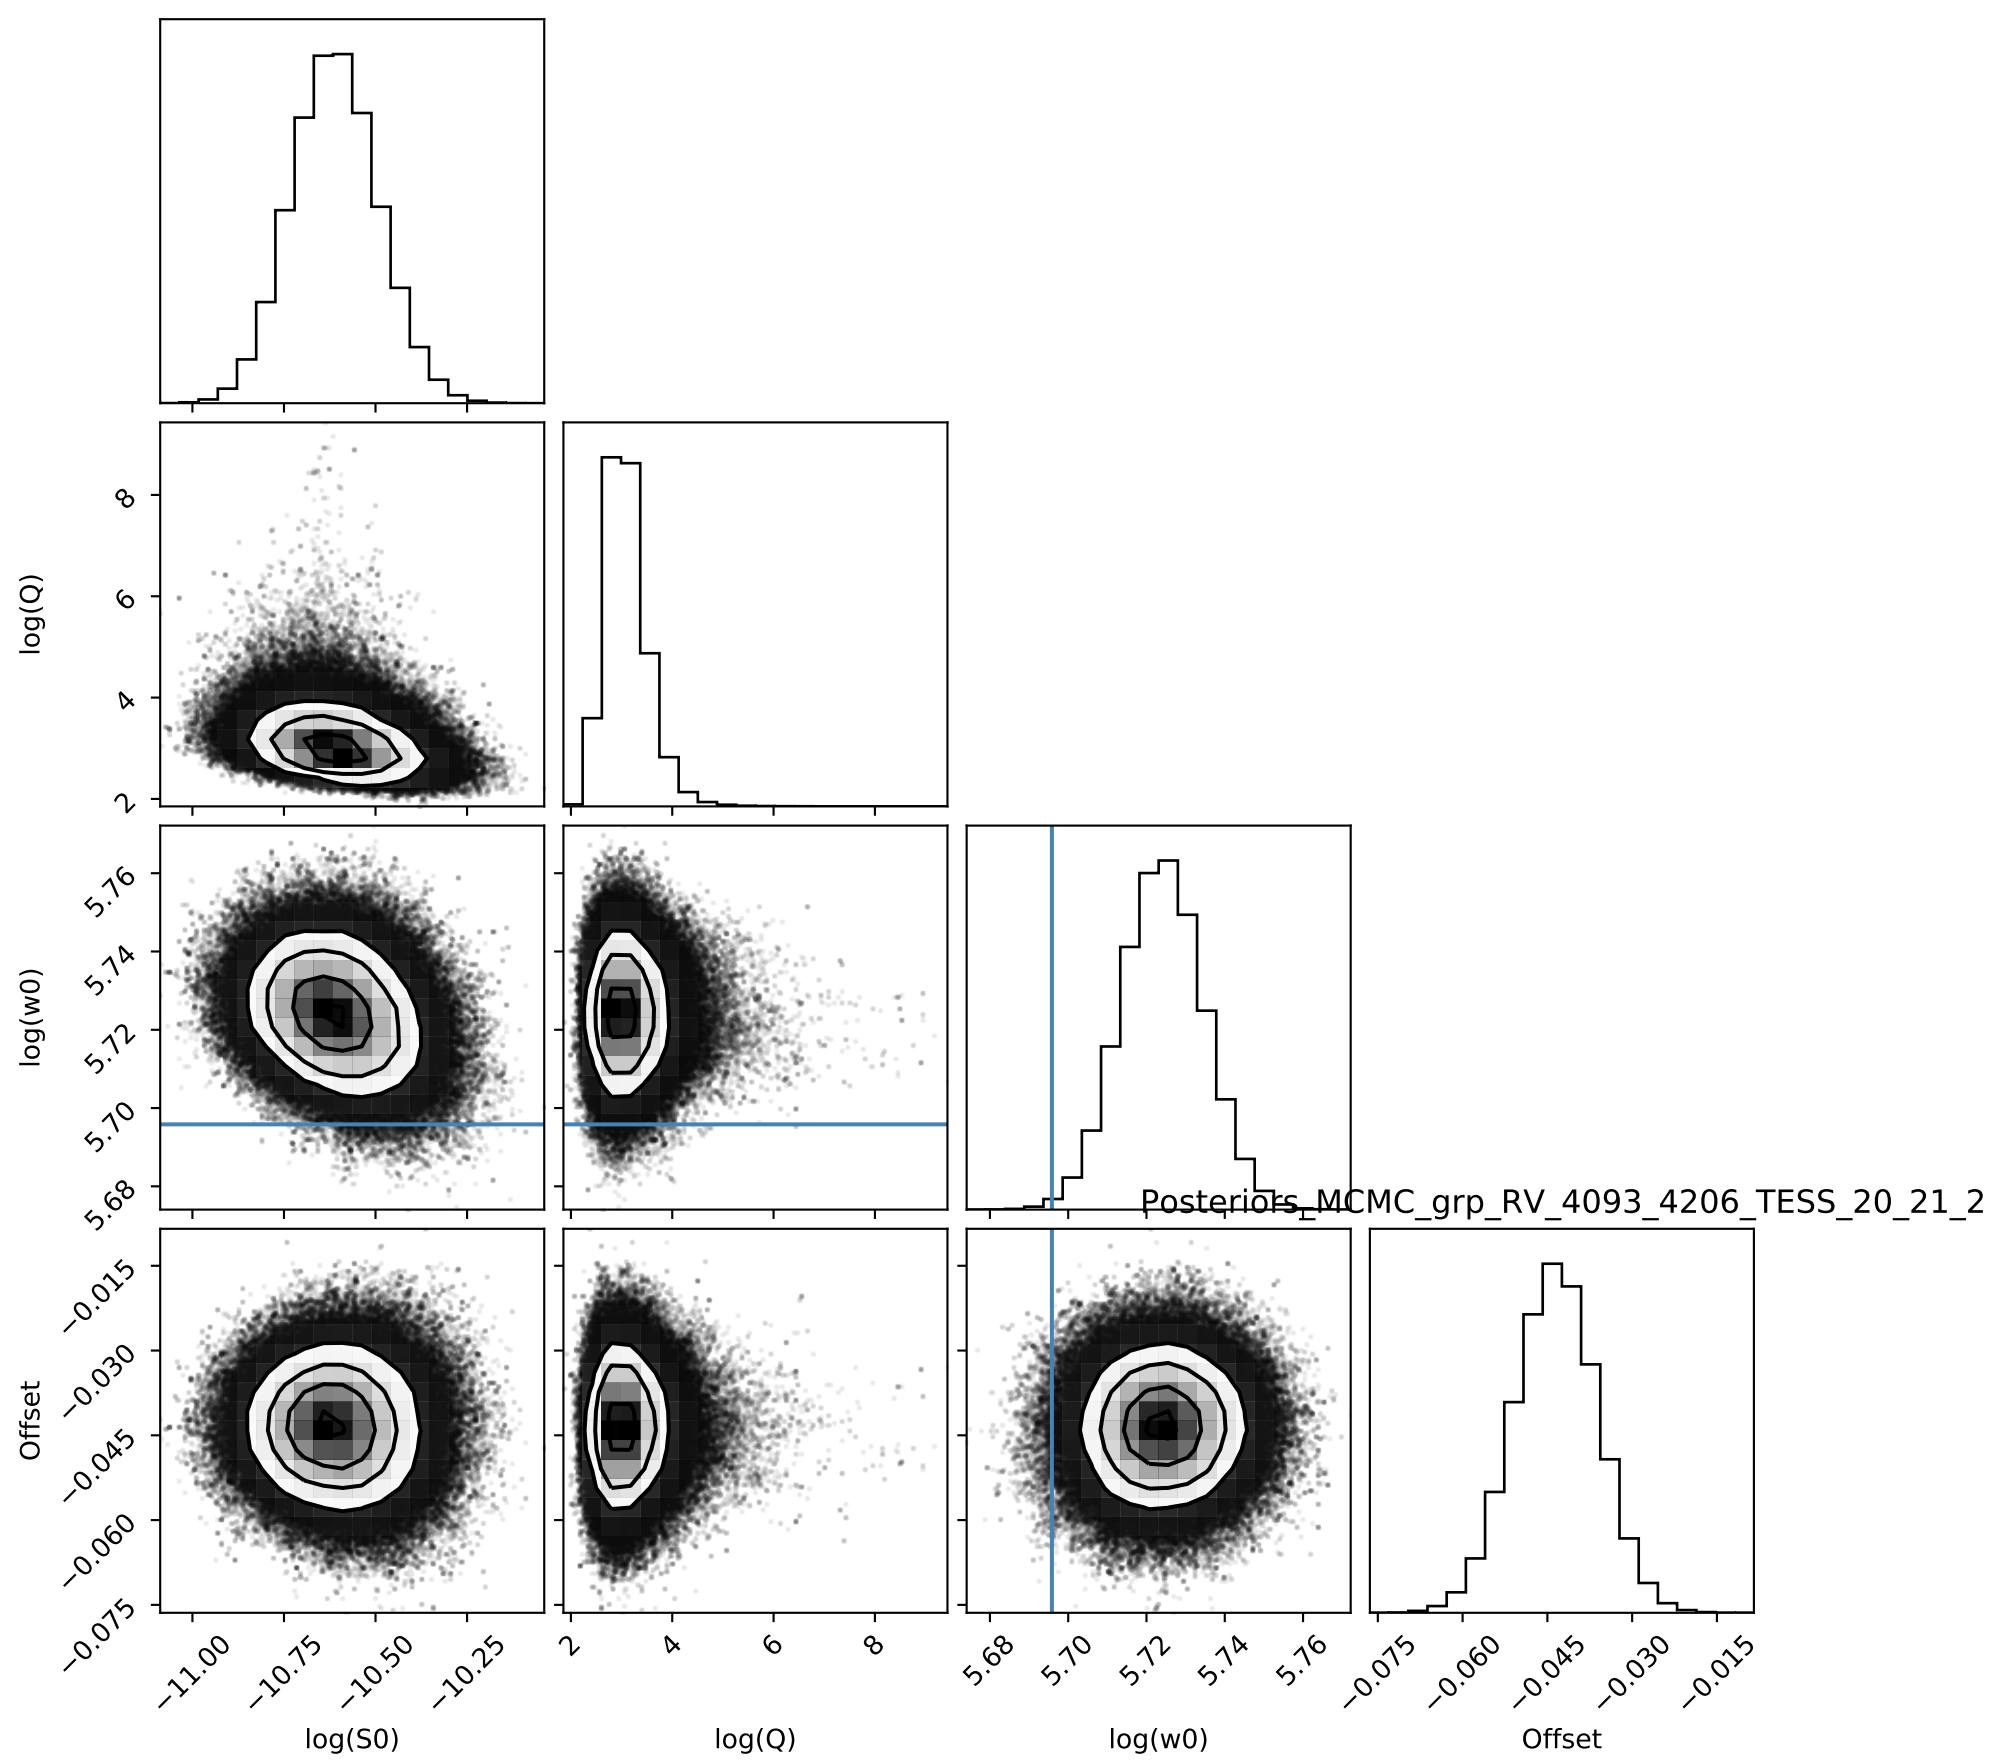 8
6
4
2
log(Q)
5.76
5.74
5.72
5.70
5.68
log(w0)
Posteriors_MCMC_grp_RV_4093_4206_TESS_20_21_2
−0.015
−0.030
−0.045
−0.060
−0.075
Offset
−11.00 −10.75 −10.50 −10.25
2 4 6 8
5.68 5.70 5.72 5.74 5.76
−0.075 −0.060 −0.045 −0.030 −0.015
log(S0) log(Q) log(w0) Offset